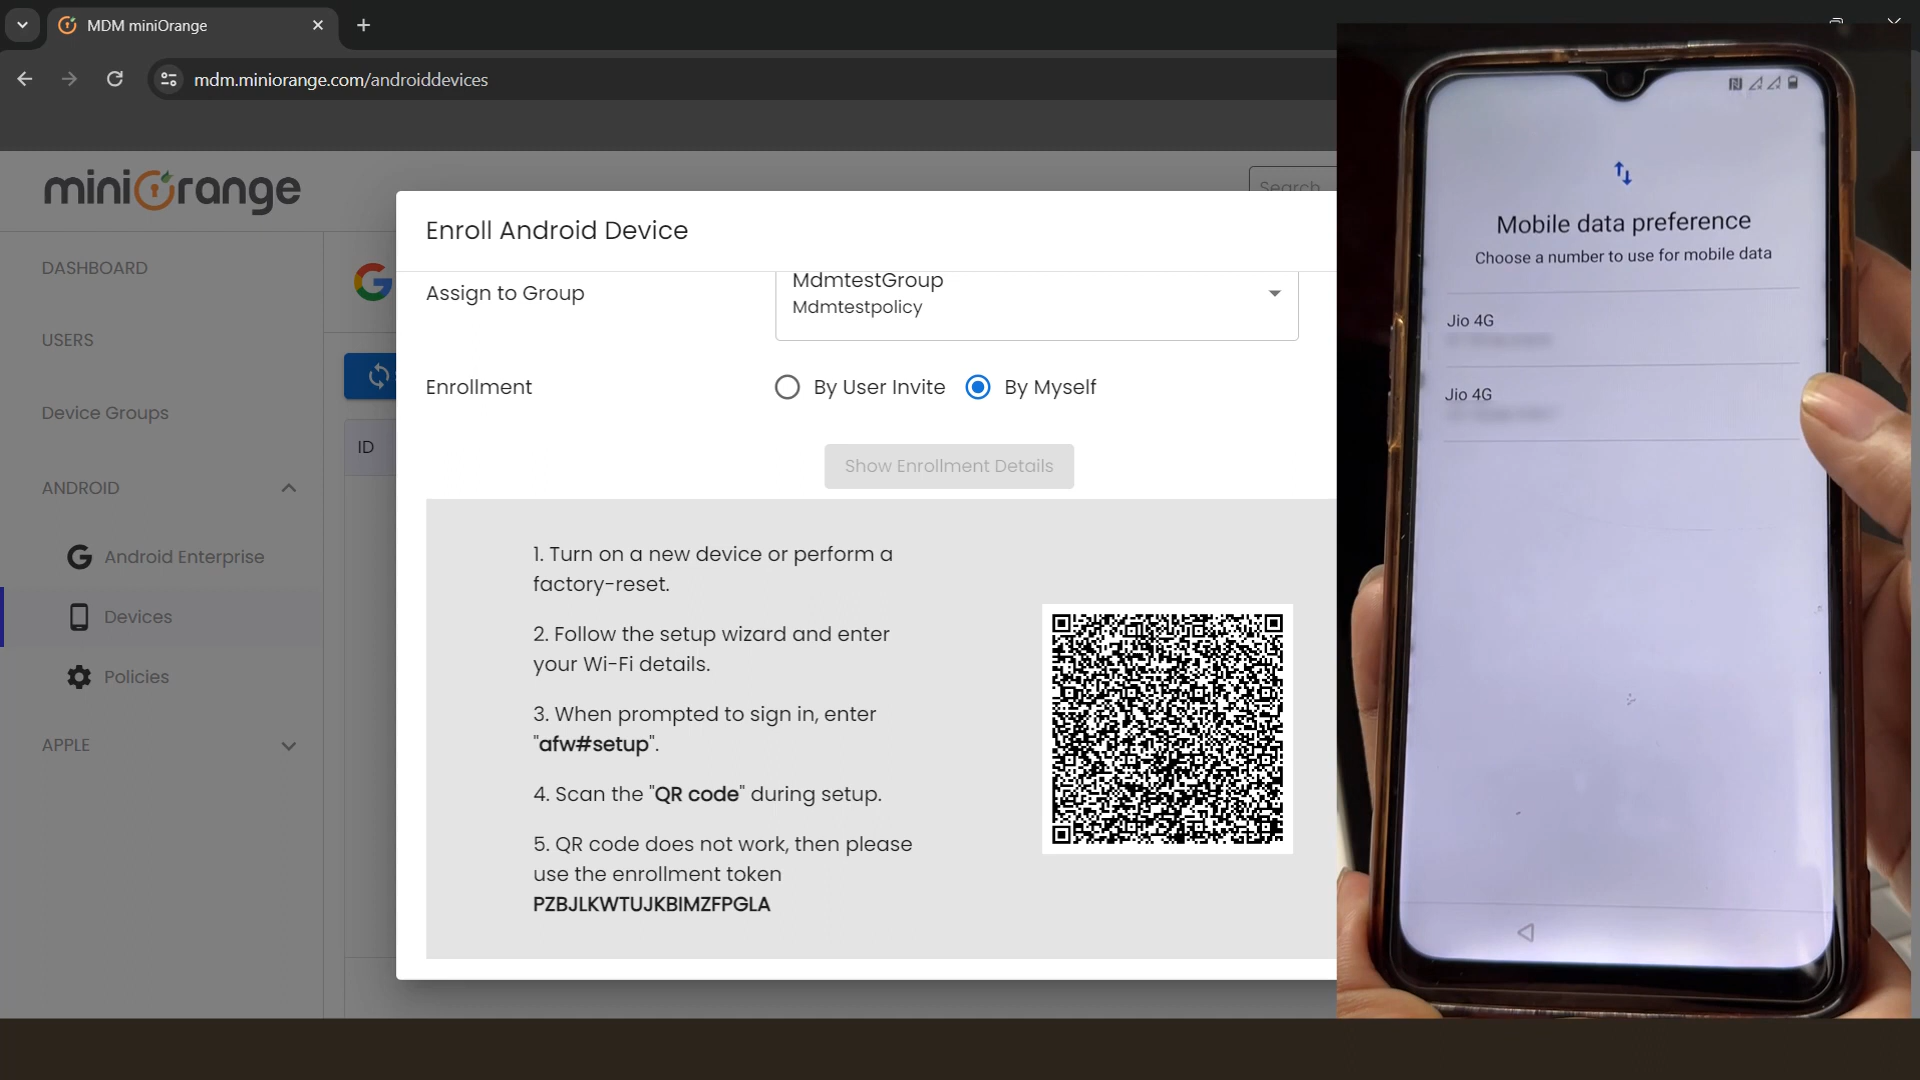 MDM miniOrange
mdm.miniorange.com/androiddevices
miniOrange
Search
DASHBOARD
USERS
Device Groups
ANDROID
Android Enterprise
Devices
Policies
APPLE
ID
Enroll Android Device
Assign to Group
MdmtestGroup
Mdmtestpolicy
Enrollment
By User Invite
By Myself
Show Enrollment Details
1. Turn on a new device or perform a
factory-reset.
2. Follow the setup wizard and enter
your Wi-Fi details.
3. When prompted to sign in, enter
"afw#setup".
4. Scan the "QR code" during setup.
5. QR code does not work, then please
use the enrollment token
PZBJLKWTUJKBIMZFPGLA
Mobile data preference
Choose a number to use for mobile data
Jio 4G
Jio 4G